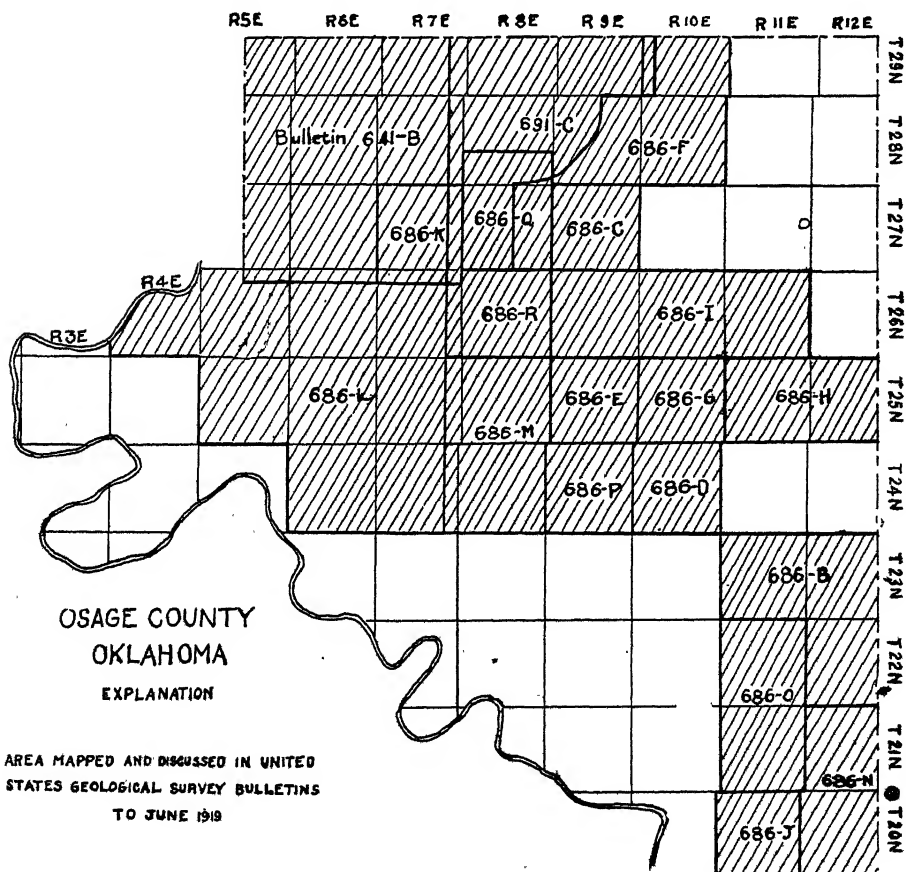 R5E R6E R7E R8E R9E R10E R11E R12E
T29N
T28N
Bulletin 641-B
691-C
686-F
T27N
686-K
686-Q
686-C
R4E
R3E
T26N
686-R
686-I
T25N
686-L
686-M
686-E
686-G
686-H
T24N
686-P
686-D
T23N
686-B
OSAGE COUNTY
OKLAHOMA
EXPLANATION
T22N
686-O
AREA MAPPED AND DISCUSSED IN UNITED
STATES GEOLOGICAL SURVEY BULLETINS
TO JUNE 1919
T21N
686-N
T20N
686-J